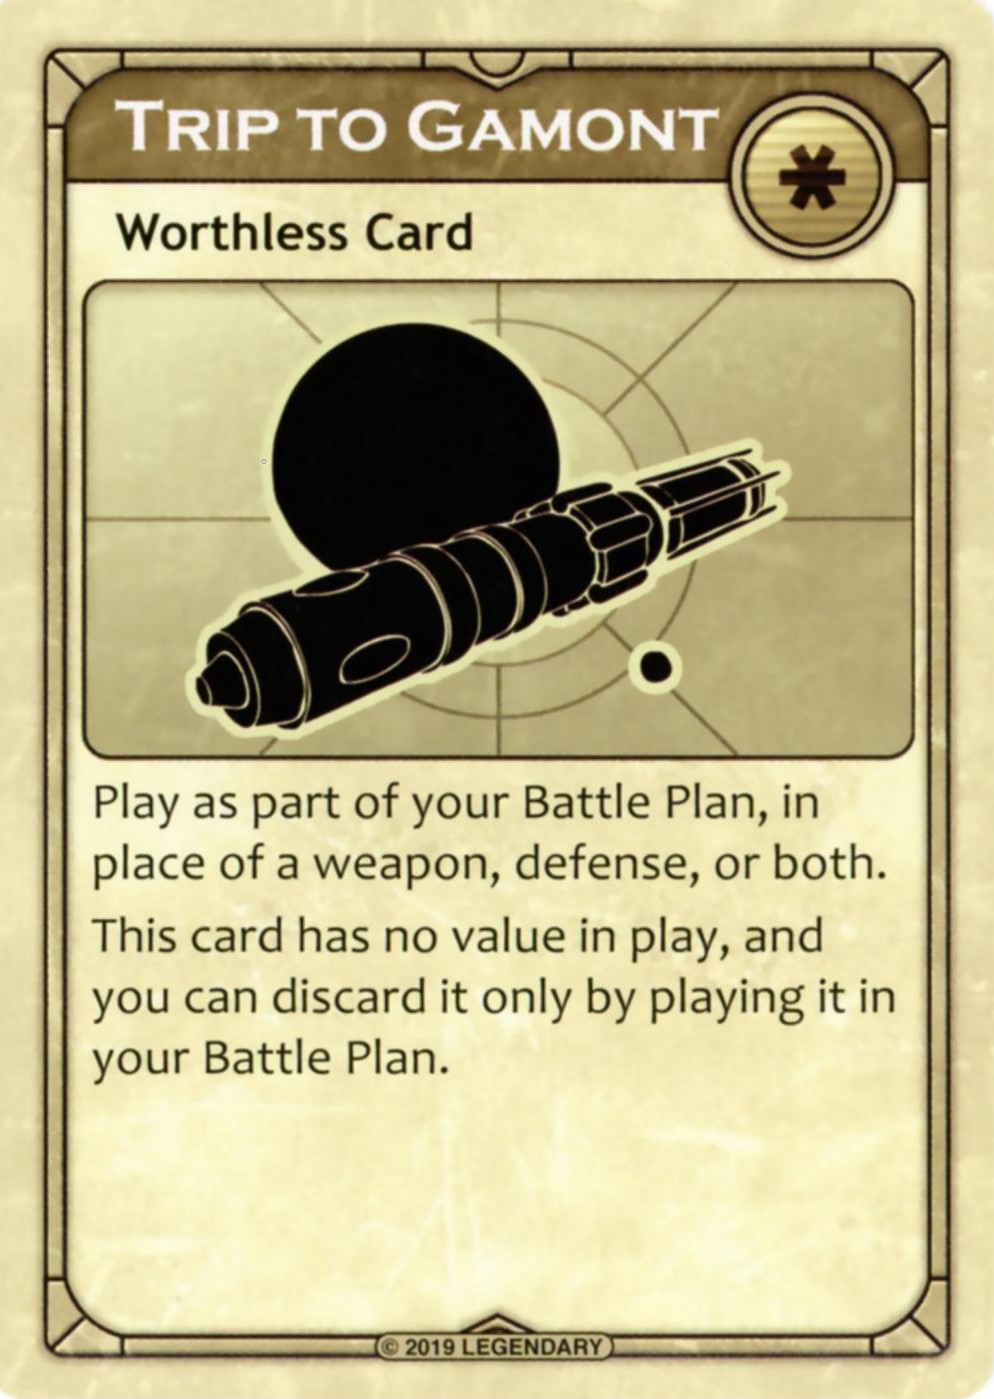 Trip to Gamont
Worthless Card
Play as part of your Battle Plan, in
place of a weapon, defense, or both.
This card has no value in play, and
you can discard it only by playing it in
your Battle Plan.
© 2019 LEGENDARY